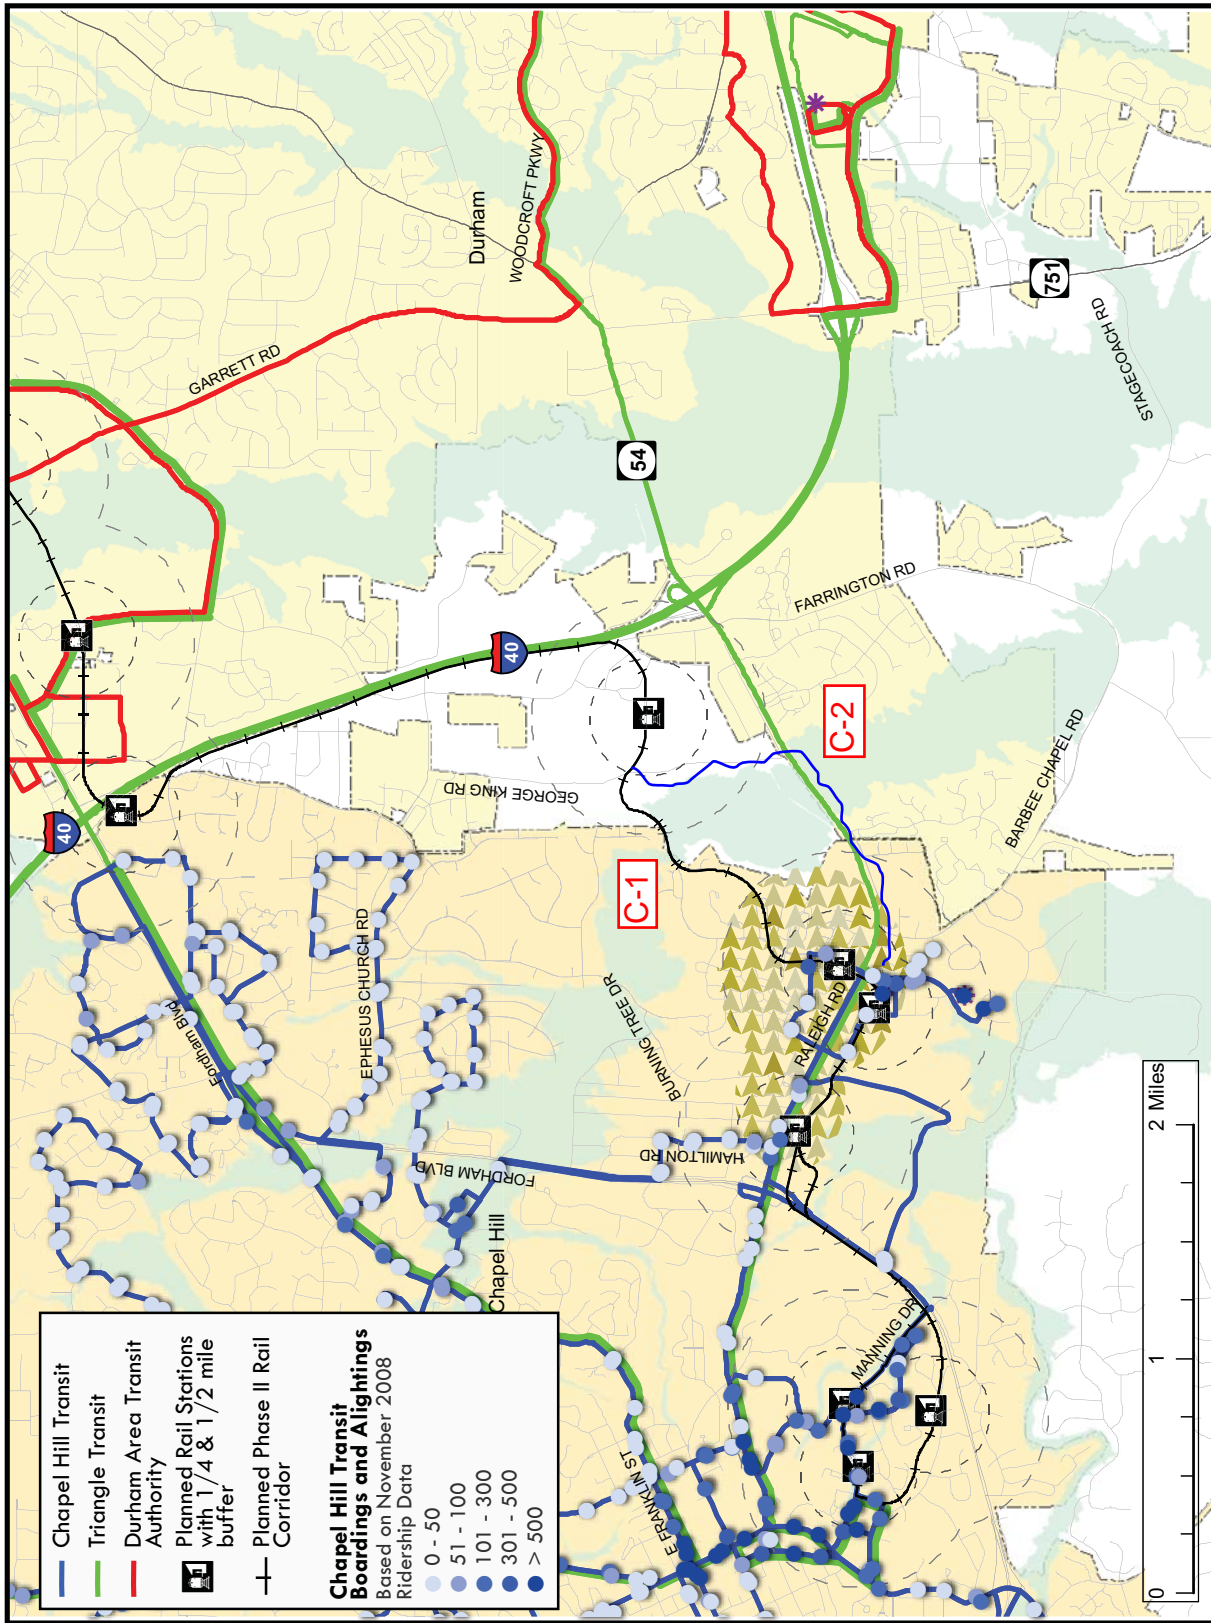 Chapel Hill Transit
Triangle Transit
Durham Area Transit
Authority
Planned Rail Stations
with 1/4 & 1/2 mile
buffer
Planned Phase II Rail
Corridor
Chapel Hill Transit
Boardings and Alightings
Based on November 2008
Ridership Data
0 - 50
51 - 100
101 - 300
301 - 500
> 500
40
Fordham Blvd
EPHESUS CHURCH RD
GARRETT RD
Durham
WOODCROFT PKWY
40
GEORGE KING RD
54
FORDHAM BLVD
Chapel Hill
C-1
BURNING TREE DR
HAMILTON RD
RALEIGH RD
C-2
FARRINGTON RD
E FRANKLIN ST
MANNING DR
BARBEE CHAPEL RD
751
STAGECOACH RD
0 1 2 Miles